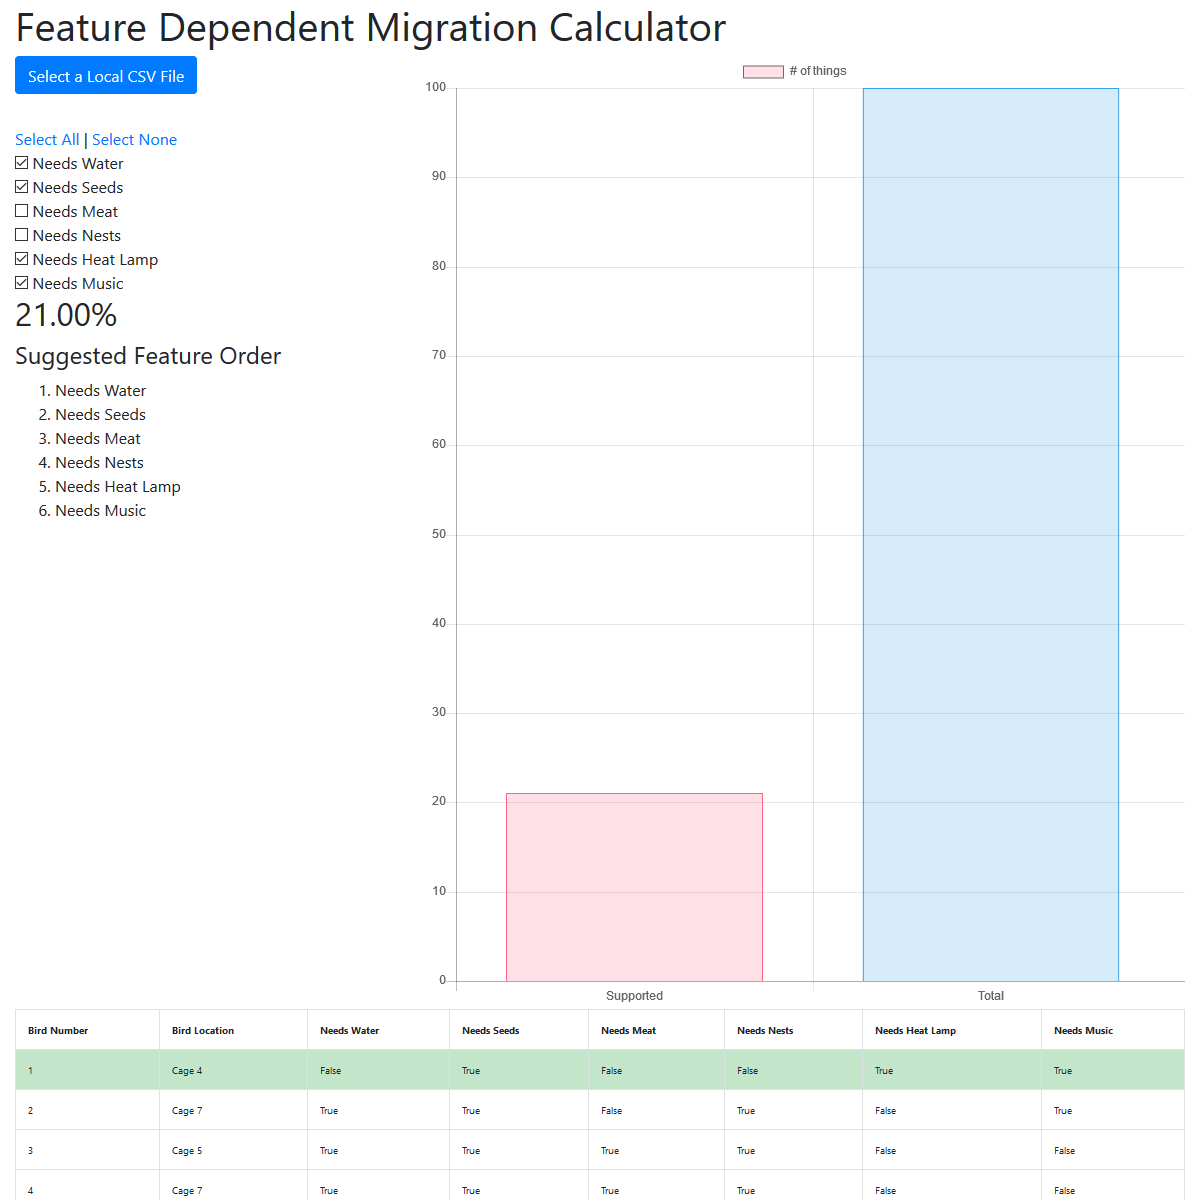 Feature Dependent Migration Calculator
Select a Local CSV File
Select All | Select None
Needs Water
Needs Seeds
Needs Meat
Needs Nests
Needs Heat Lamp
Needs Music
21.00%
Suggested Feature Order
1. Needs Water
2. Needs Seeds
3. Needs Meat
4. Needs Nests
5. Needs Heat Lamp
6. Needs Music
# of things
100
90
80
70
60
50
40
30
20
10
0
Supported Total
Bird Number Bird Location Needs Water Needs Seeds Needs Meat Needs Nests Needs Heat Lamp Needs Music
1 Cage 4 False True False False True True
2 Cage 7 True True False True False True
3 Cage 5 True True True True False False
4 Cage 7 True True True True False False